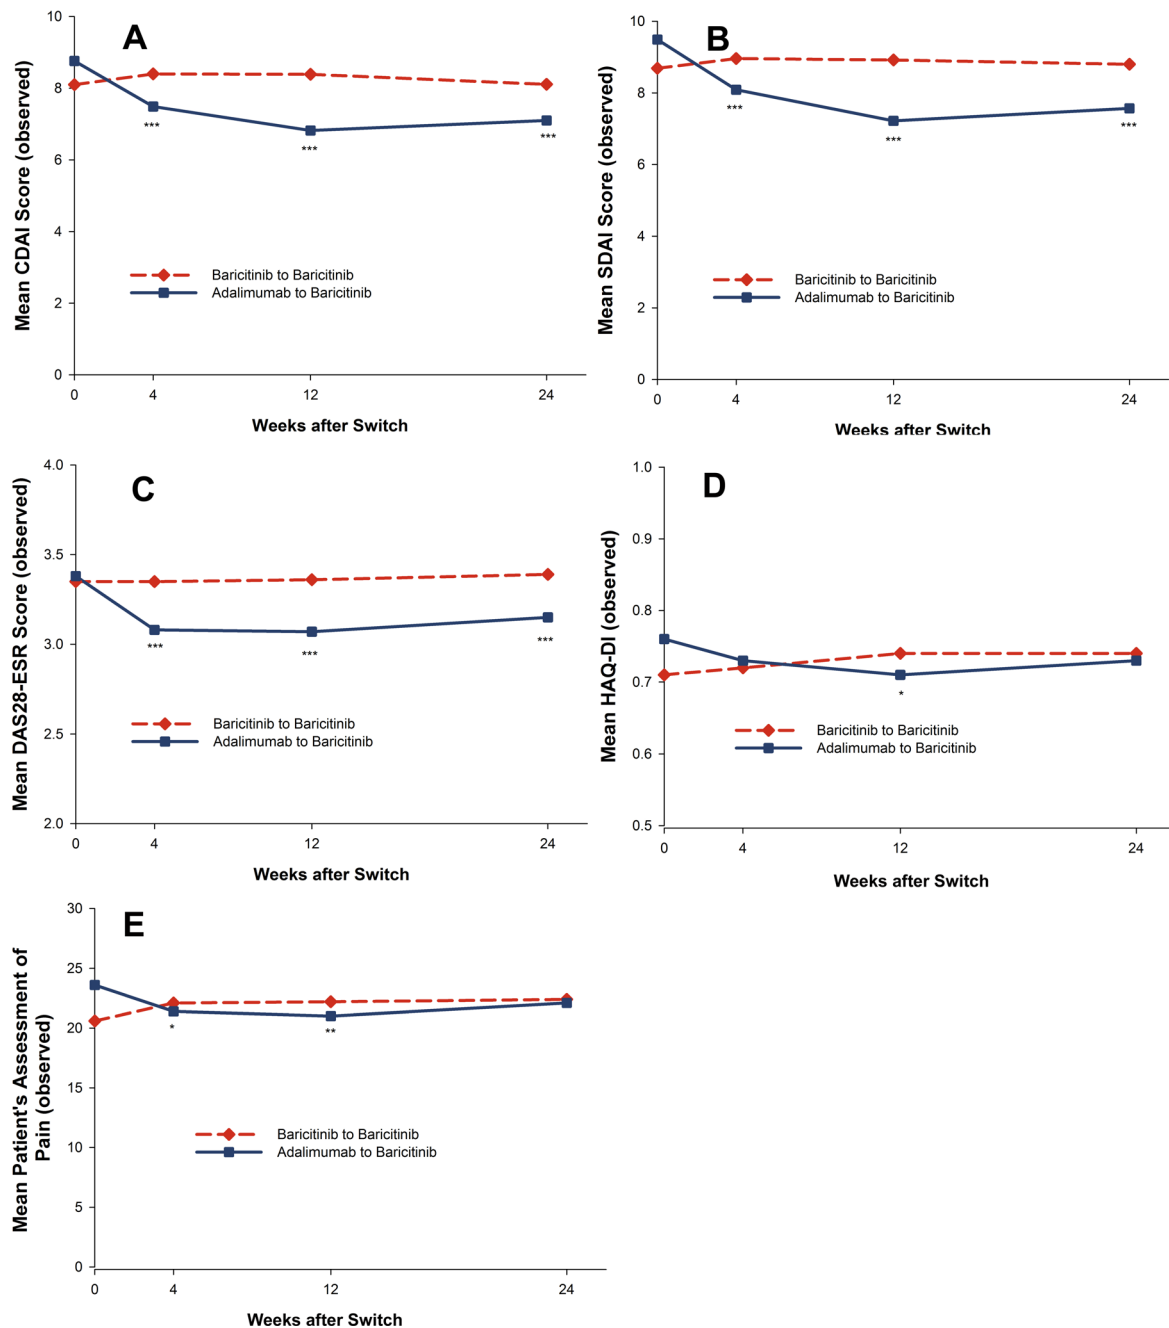 A
Mean CDAI Score (observed)
10
8
6
4
2
0
***
***
***
Baricitinib to Baricitinib
Adalimumab to Baricitinib
0 4 12 24
Weeks after Switch
B
Mean SDAI Score (observed)
10
8
6
4
2
0
***
***
***
Baricitinib to Baricitinib
Adalimumab to Baricitinib
0 4 12 24
Weeks after Switch
C
Mean DAS28-ESR Score (observed)
4.0
3.5
3.0
2.5
2.0
***
***
***
Baricitinib to Baricitinib
Adalimumab to Baricitinib
0 4 12 24
Weeks after Switch
D
Mean HAQ-DI (observed)
1.0
0.9
0.8
0.7
0.6
0.5
*
Baricitinib to Baricitinib
Adalimumab to Baricitinib
0 4 12 24
Weeks after Switch
E
Mean Patient's Assessment of
Pain (observed)
30
25
20
15
10
5
0
*
**
Baricitinib to Baricitinib
Adalimumab to Baricitinib
0 4 12 24
Weeks after Switch